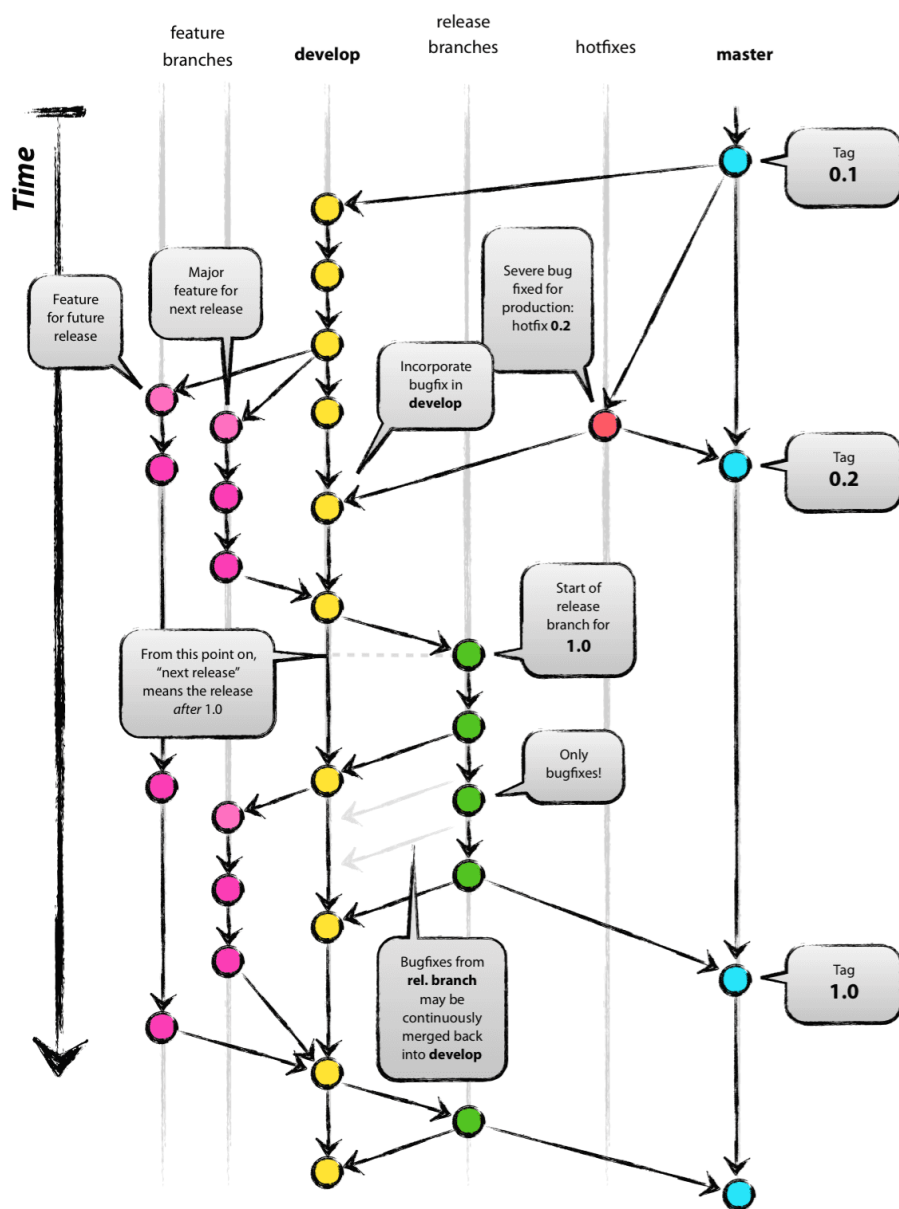 feature
branches
develop
release
branches
hotfixes
master
Time
Tag
0.1
Severe bug
fixed for
production:
hotfix 0.2
Major
feature for
next release
Feature
for future
release
Incorporate
bugfix in
develop
Tag
0.2
Start of
release
branch for
1.0
From this point on,
“next release”
means the release
after 1.0
Only
bugfixes!
Bugfixes from
rel. branch
may be
continuously
merged back
into develop
Tag
1.0